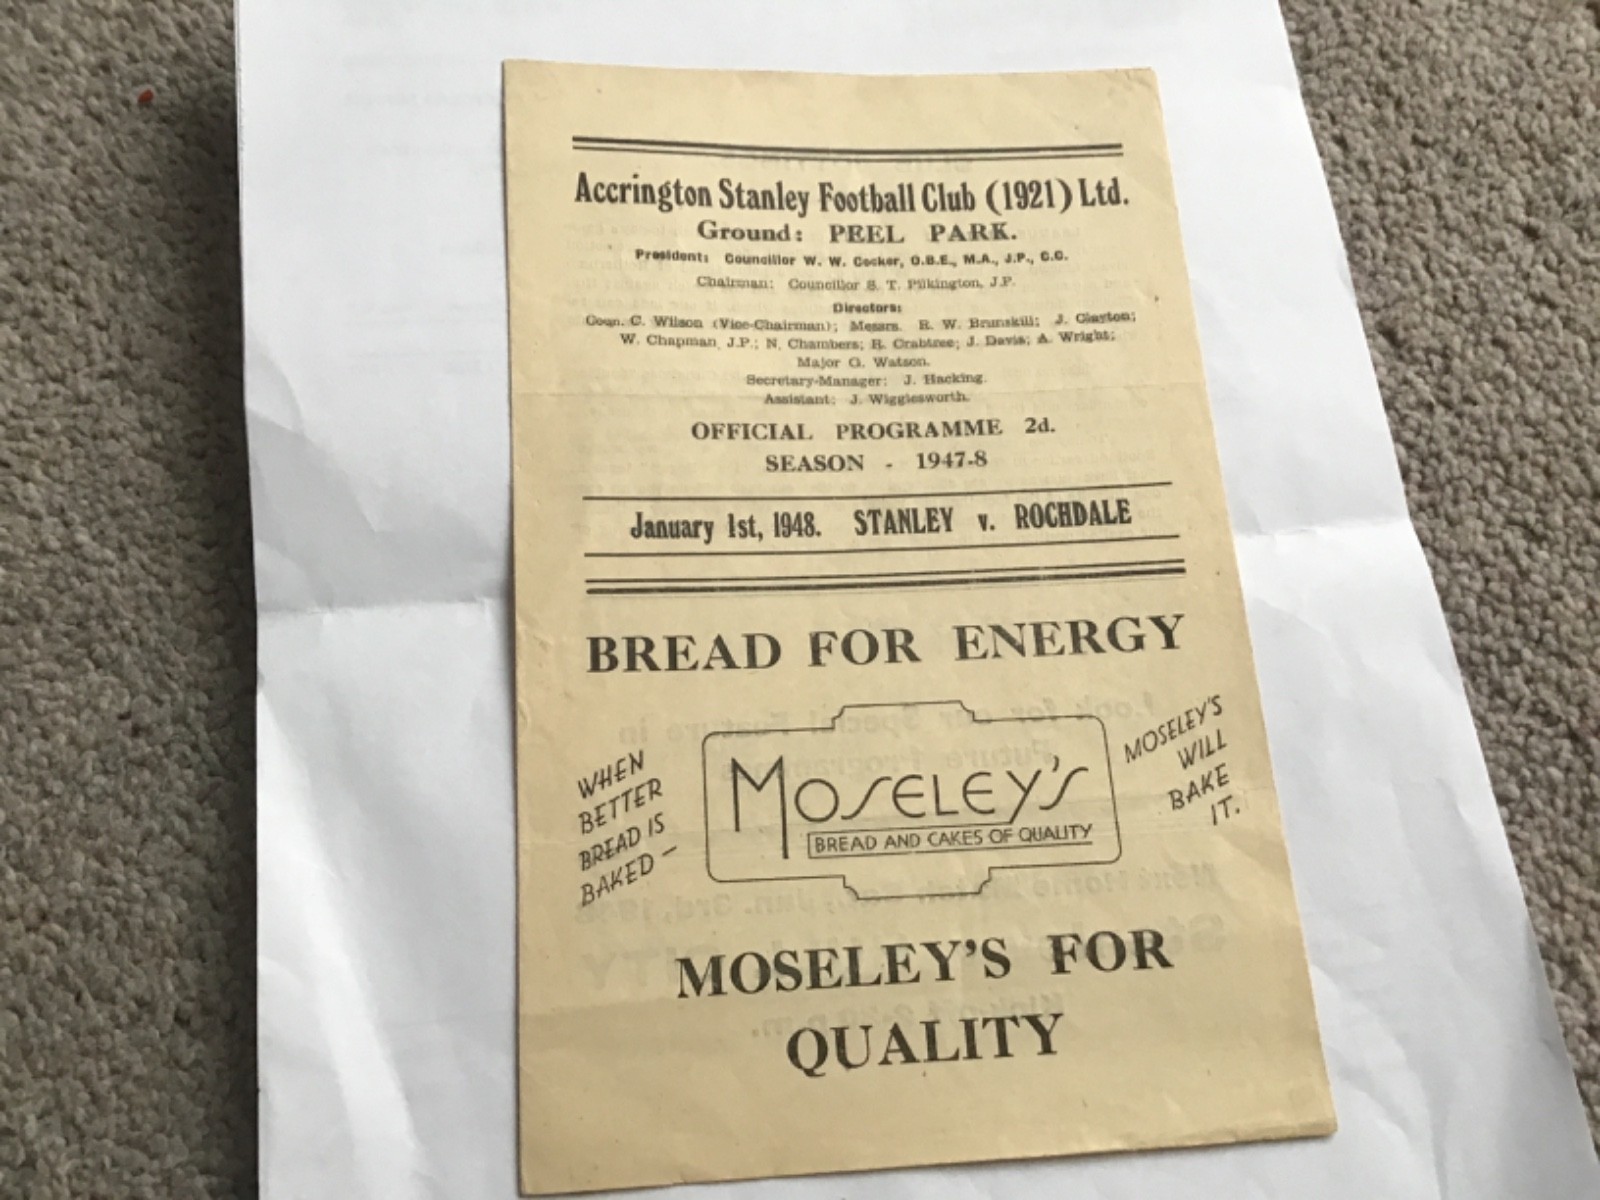 Accrington Stanley Football Club (1921) Ltd.
Ground: PEEL PARK.
President: Councillor W. W. Cocker, O.B.E., M.A., J.P., C.C.
Chairman: Councillor S. T. Pilkington, J.P.
Directors:
Coun. C. Wilson (Vice-Chairman); Messrs. R. W. Brunskill; J. Clayton;
W. Chapman, J.P.; N. Chambers; R. Crabtree; J. Davis; A. Wright;
Major G. Watson.
Secretary-Manager: J. Hacking.
Assistant: J. Wigglesworth.
OFFICIAL PROGRAMME 2d.
SEASON - 1947-8
January 1st, 1948. STANLEY v. ROCHDALE
BREAD FOR ENERGY
WHEN
BETTER
BREAD IS
BAKED —
MOSELEY'S
BREAD AND CAKES OF QUALITY
MOSELEY'S
WILL
BAKE
IT.
MOSELEY'S FOR
QUALITY